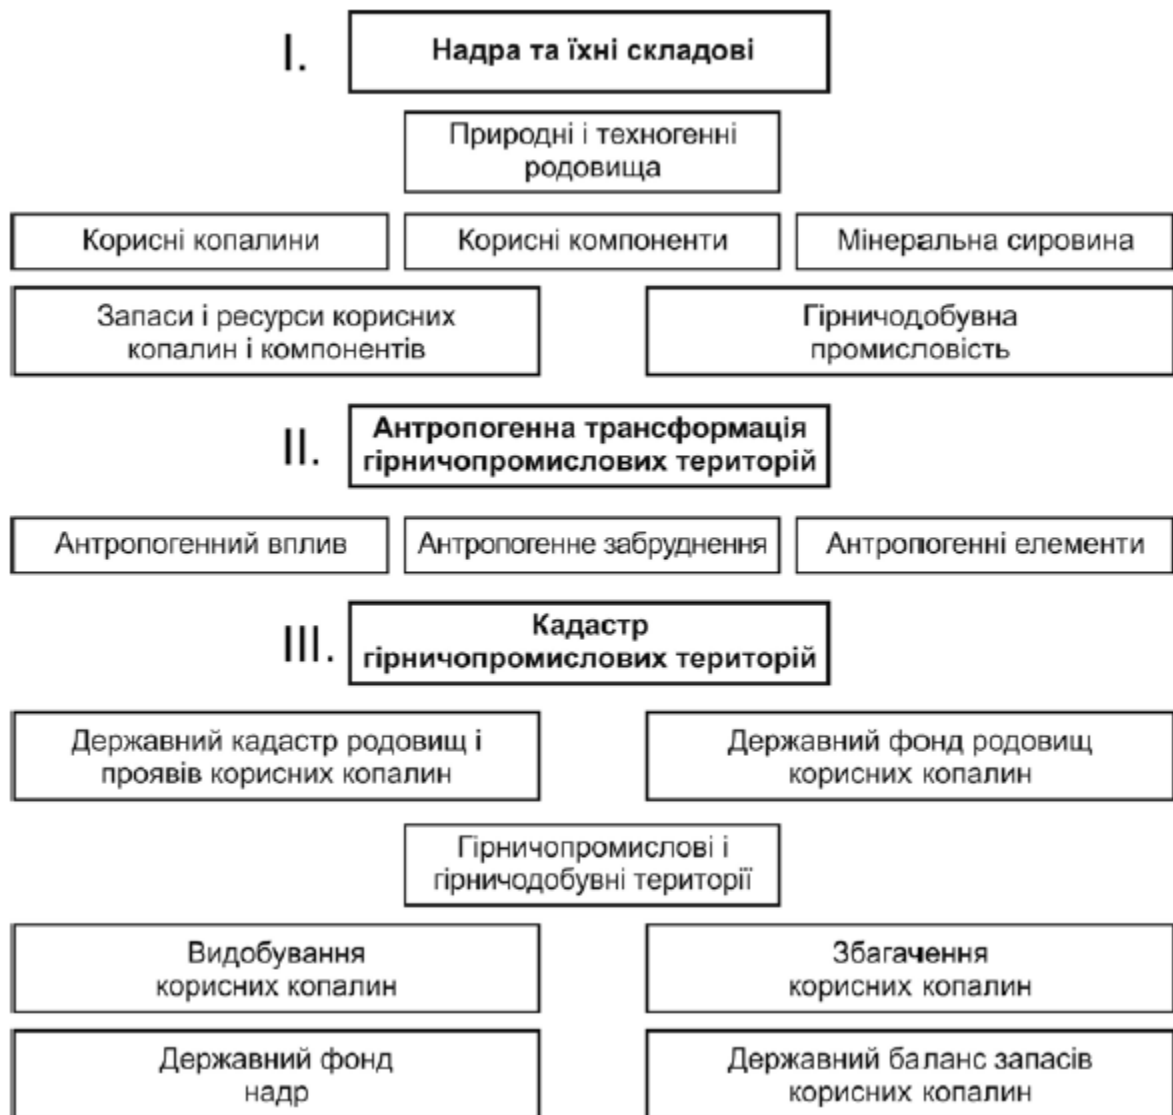 I.
Надра та їхні складові
Природні і техногенні
родовища
Корисні копалини
Корисні компоненти
Мінеральна сировина
Запаси і ресурси корисних
копалин і компонентів
Гірничодобувна
промисловість
II.
Антропогенна трансформація
гірничопромислових територій
Антропогенний вплив
Антропогенне забруднення
Антропогенні елементи
III.
Кадастр
гірничопромислових територій
Державний кадастр родовищ і
проявів корисних копалин
Державний фонд родовищ
корисних копалин
Гірничопромислові і
гірничодобувні території
Видобування
корисних копалин
Збагачення
корисних копалин
Державний фонд
надр
Державний баланс запасів
корисних копалин